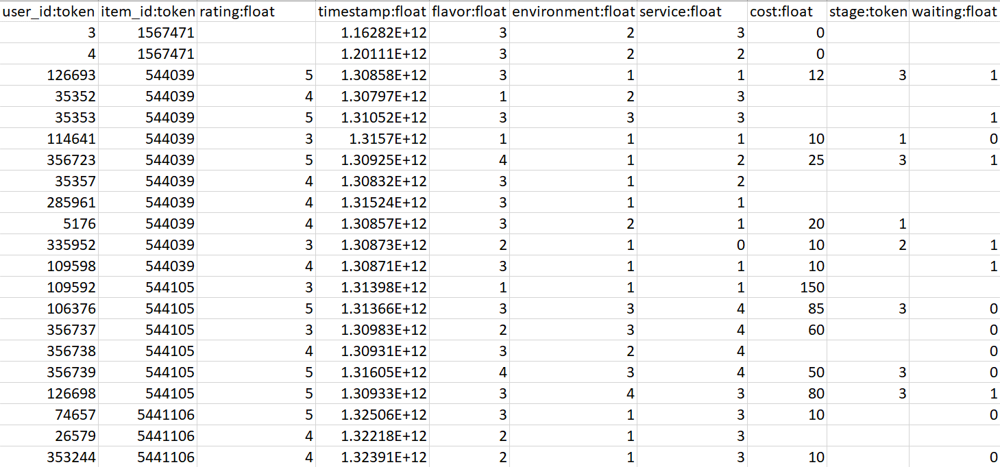 user_id:token item_id:token rating:float timestamp:float flavor:float environment:float service:float cost:float stage:token waiting:float
3 1567471 1.16282E+12 3 2 3 0
4 1567471 1.20111E+12 3 2 2 0
126693 544039 5 1.30858E+12 3 1 1 12 3 1
35352 544039 4 1.30797E+12 1 2 3
35353 544039 5 1.31052E+12 3 3 3 1
114641 544039 3 1.3157E+12 1 1 1 10 1 0
356723 544039 5 1.30925E+12 4 1 2 25 3 1
35357 544039 4 1.30832E+12 3 1 2
285961 544039 4 1.31524E+12 3 1 1
5176 544039 4 1.30857E+12 3 2 1 20 1
335952 544039 3 1.30873E+12 2 1 0 10 2 1
109598 544039 4 1.30871E+12 3 1 1 10 1
109592 544105 3 1.31398E+12 1 1 1 150
106376 544105 5 1.31366E+12 3 3 4 85 3 0
356737 544105 3 1.30983E+12 2 3 4 60 0
356738 544105 4 1.30931E+12 3 2 4 0
356739 544105 5 1.31605E+12 4 3 4 50 3 0
126698 544105 5 1.30933E+12 3 4 3 80 3 1
74657 5441106 5 1.32506E+12 3 1 3 10 0
26579 5441106 4 1.32218E+12 2 1 3
353244 5441106 4 1.32391E+12 2 1 3 10 0